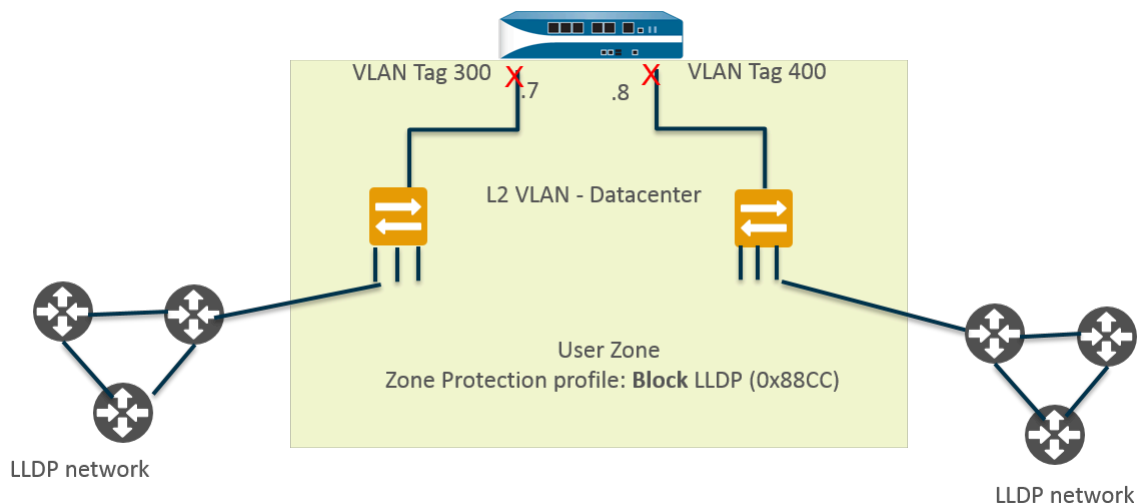 VLAN Tag 300
VLAN Tag 400
.7
.8
L2 VLAN - Datacenter
User Zone
Zone Protection profile: Block LLDP (0x88CC)
LLDP network
LLDP network